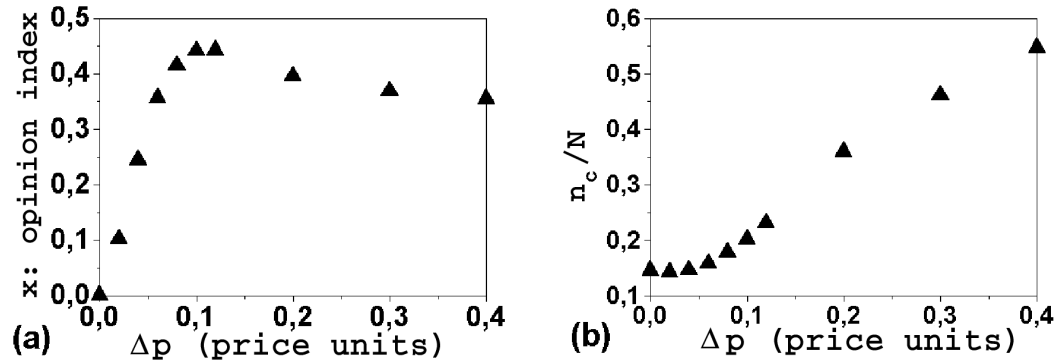 0,5
0,4
0,3
0,2
0,1
0,0
x: opinion index
0,0 0,1 0,2 0,3 0,4
Δp (price units)
(a)
0,6
0,5
0,4
0,3
0,2
0,1
n_c/N
0,0 0,1 0,2 0,3 0,4
Δp (price units)
(b)